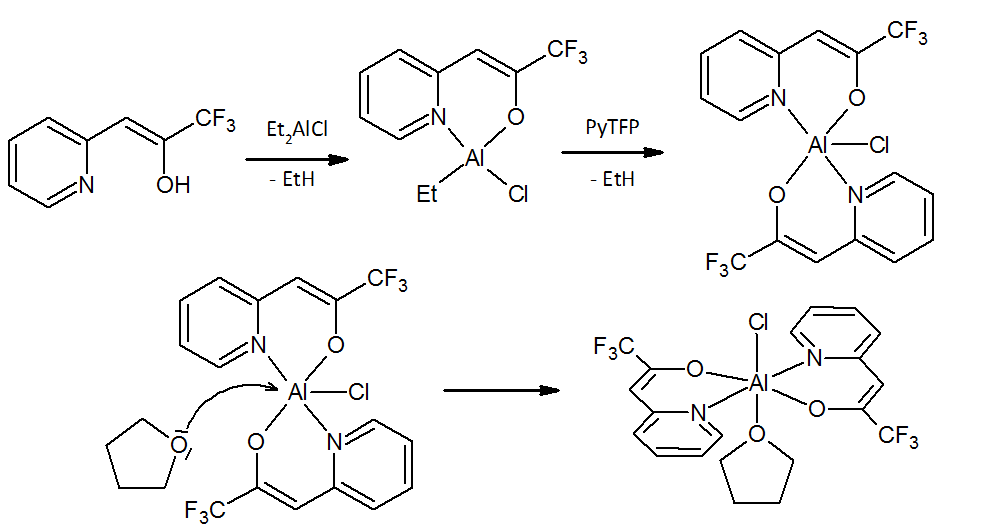 CF₃
N
OH
Et₂AlCl
- EtH
CF₃
N
O
Al
Et
Cl
PyTFP
- EtH
CF₃
N
O
Al
Cl
O
N
F₃C
CF₃
N
O
Al
Cl
O
O
N
F₃C
Cl
F₃C
O
N
Al
N
O
O
CF₃